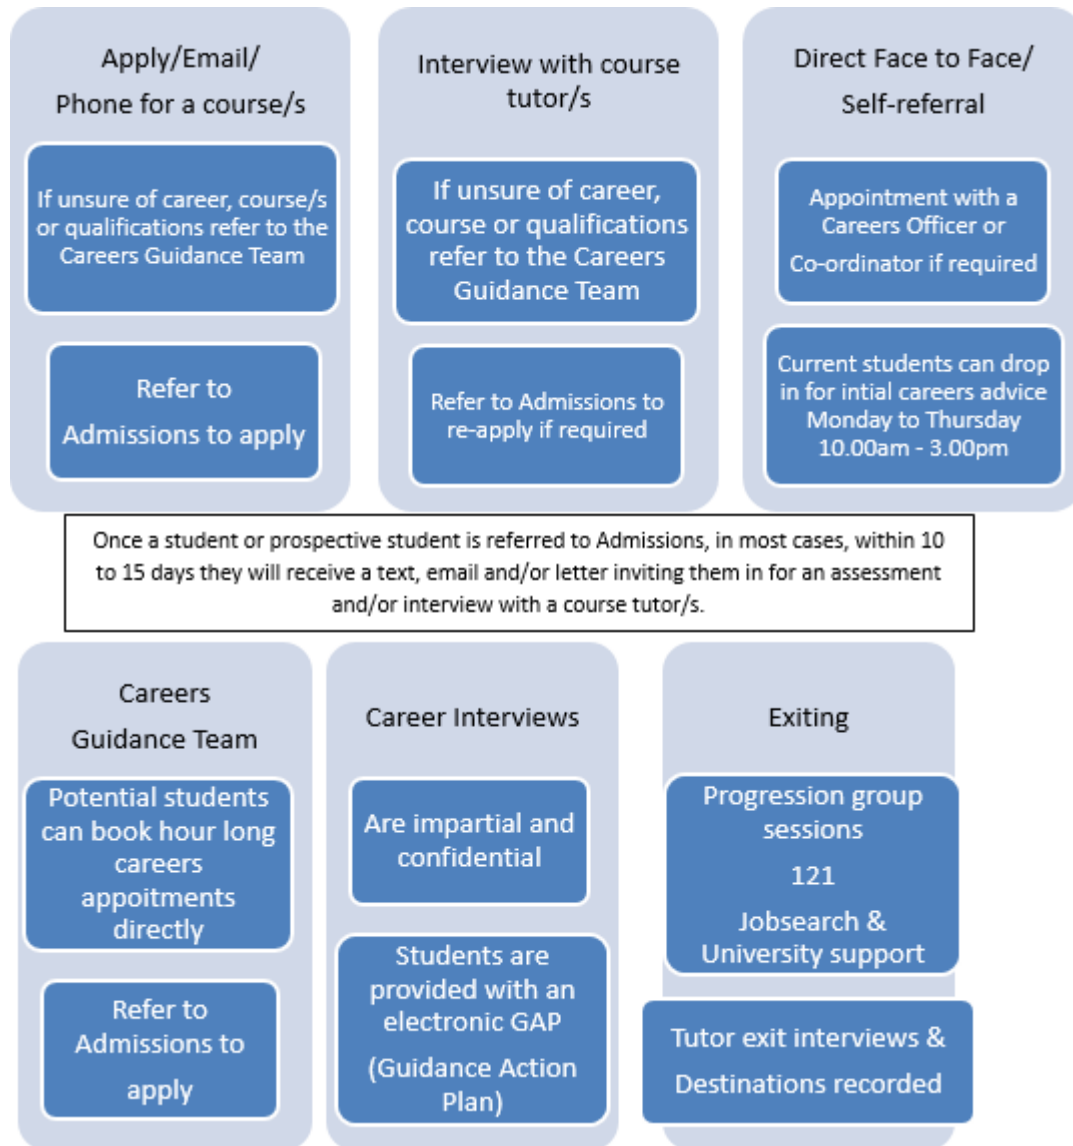 Apply/Email/
Phone for a course/s
If unsure of career, course/s
or qualifications refer to the
Careers Guidance Team
Refer to
Admissions to apply
Interview with course
tutor/s
If unsure of career,
course or qualifications
refer to the Careers
Guidance Team
Refer to Admissions to
re-apply if required
Direct Face to Face/
Self-referral
Appointment with a
Careers Officer or
Co-ordinator if required
Current students can drop
in for intial careers advice
Monday to Thursday
10.00am - 3.00pm
Once a student or prospective student is referred to Admissions, in most cases, within 10
to 15 days they will receive a text, email and/or letter inviting them in for an assessment
and/or interview with a course tutor/s.
Careers
Guidance Team
Potential students
can book hour long
careers
appoitments
directly
Refer to
Admissions to
apply
Career Interviews
Are impartial and
confidential
Students are
provided with an
electronic GAP
(Guidance Action
Plan)
Exiting
Progression group
sessions
121
Jobsearch &
University support
Tutor exit interviews &
Destinations recorded